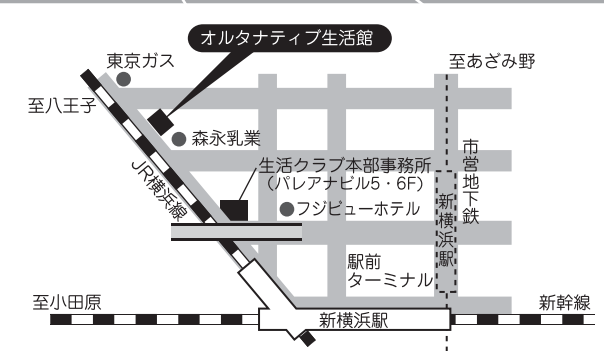 オルタナティブ生活館
東京ガス
至あざみ野
至八王子
森永乳業
市営地下鉄
生活クラブ本部事務所
(パレアナビル5・6F)
JR横浜線
フジビューホテル
新横浜駅
駅前
ターミナル
至小田原
新幹線
新横浜駅